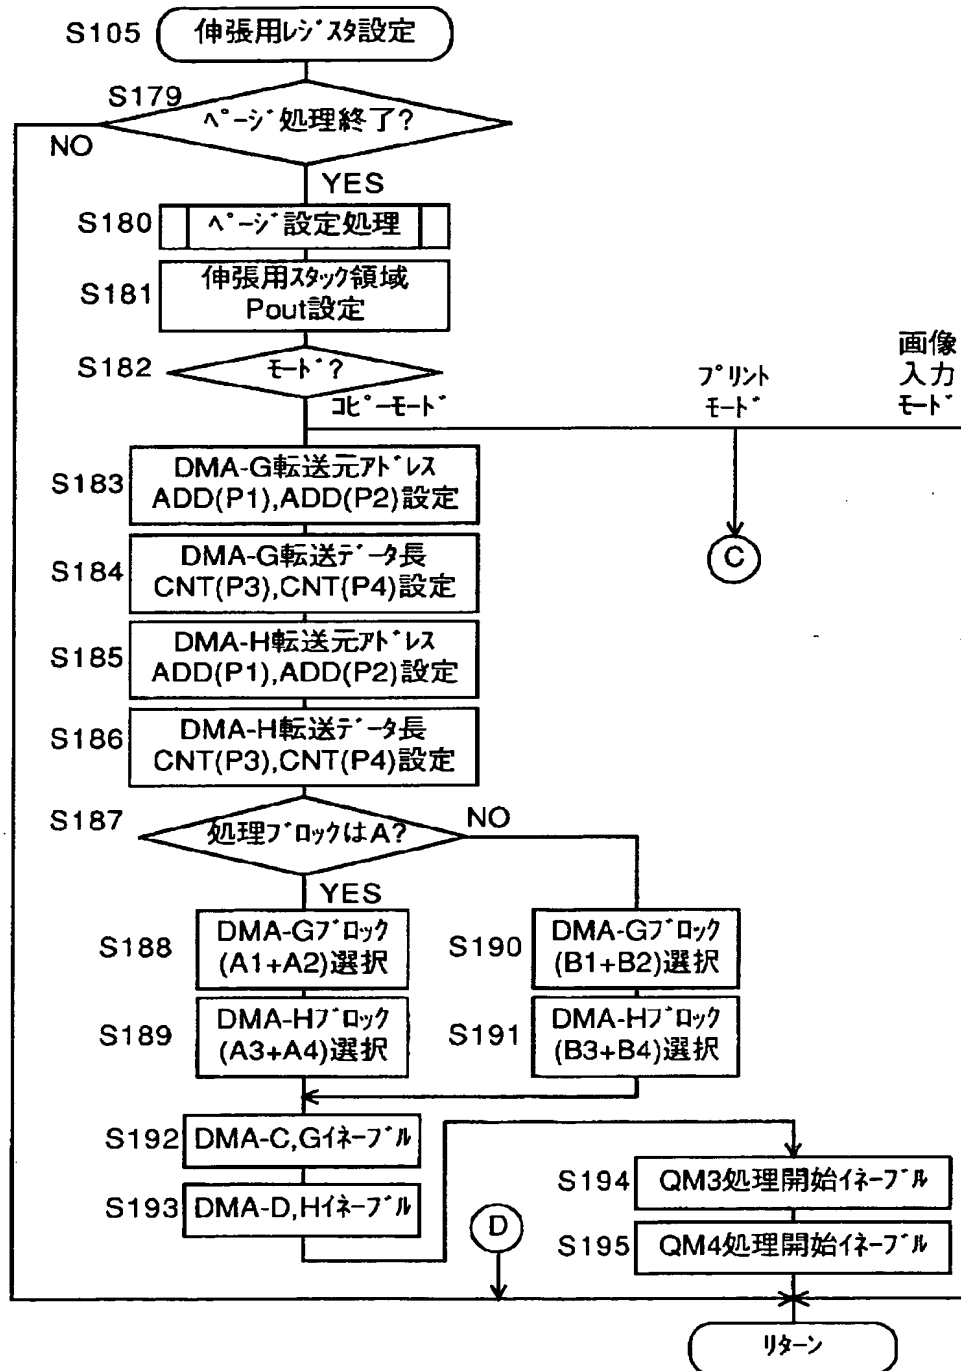 S105
伸張用ﾚｼﾞｽﾀ設定
S179
ﾍﾟｰｼﾞ処理終了?
NO
YES
S180
ﾍﾟｰｼﾞ設定処理
S181
伸張用ｽﾀｯｸ領域
Pout設定
S182
ﾓｰﾄﾞ?
ｺﾋﾟｰﾓｰﾄﾞ
ﾌﾟﾘﾝﾄ
ﾓｰﾄﾞ
画像
入力
ﾓｰﾄﾞ
S183
DMA-G転送元ｱﾄﾞﾚｽ
ADD(P1),ADD(P2)設定
C
S184
DMA-G転送ﾃﾞｰﾀ長
CNT(P3),CNT(P4)設定
S185
DMA-H転送元ｱﾄﾞﾚｽ
ADD(P1),ADD(P2)設定
S186
DMA-H転送ﾃﾞｰﾀ長
CNT(P3),CNT(P4)設定
S187
処理ﾌﾞﾛｯｸはA?
NO
YES
S188
DMA-Gﾌﾞﾛｯｸ
(A1+A2)選択
S190
DMA-Gﾌﾞﾛｯｸ
(B1+B2)選択
S189
DMA-Hﾌﾞﾛｯｸ
(A3+A4)選択
S191
DMA-Hﾌﾞﾛｯｸ
(B3+B4)選択
S192
DMA-C,Gｲﾈｰﾌﾞﾙ
S193
DMA-D,Hｲﾈｰﾌﾞﾙ
D
S194
QM3処理開始ｲﾈｰﾌﾞﾙ
S195
QM4処理開始ｲﾈｰﾌﾞﾙ
ﾘﾀｰﾝ